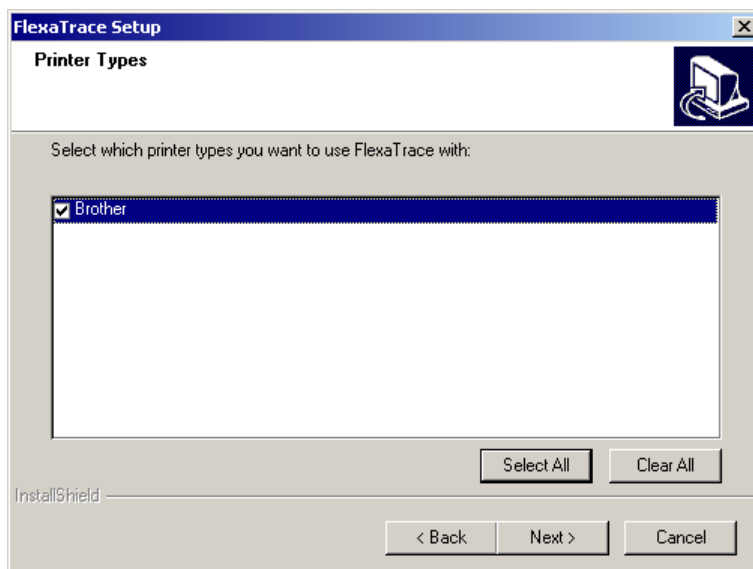 FlexaTrace Setup
Printer Types
Select which printer types you want to use FlexaTrace with:
Brother
Select All
Clear All
InstallShield
< Back
Next >
Cancel